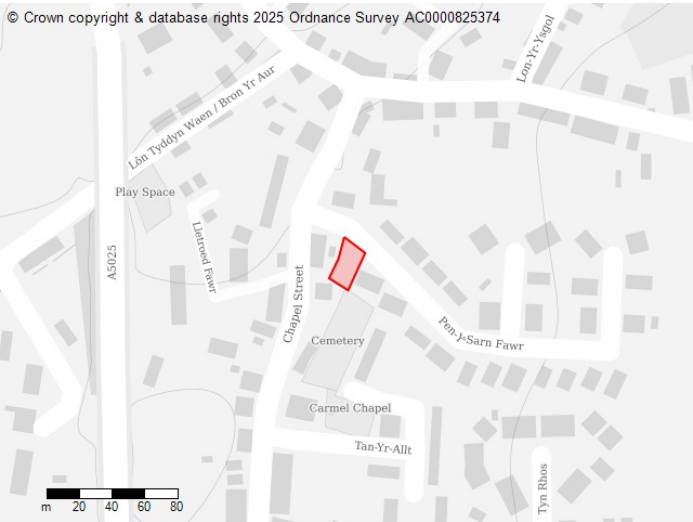 © Crown copyright & database rights 2025 Ordnance Survey AC0000825374
Lon-Yr-Ysgol
Lôn Tyddyn Waen / Bron Yr Aur
Play Space
A5025
Lletroed Fawr
Chapel Street
Pen-Y-Sarn Fawr
Cemetery
Carmel Chapel
Tan-Yr-Allt
Tyn Rhos
m 20 40 60 80